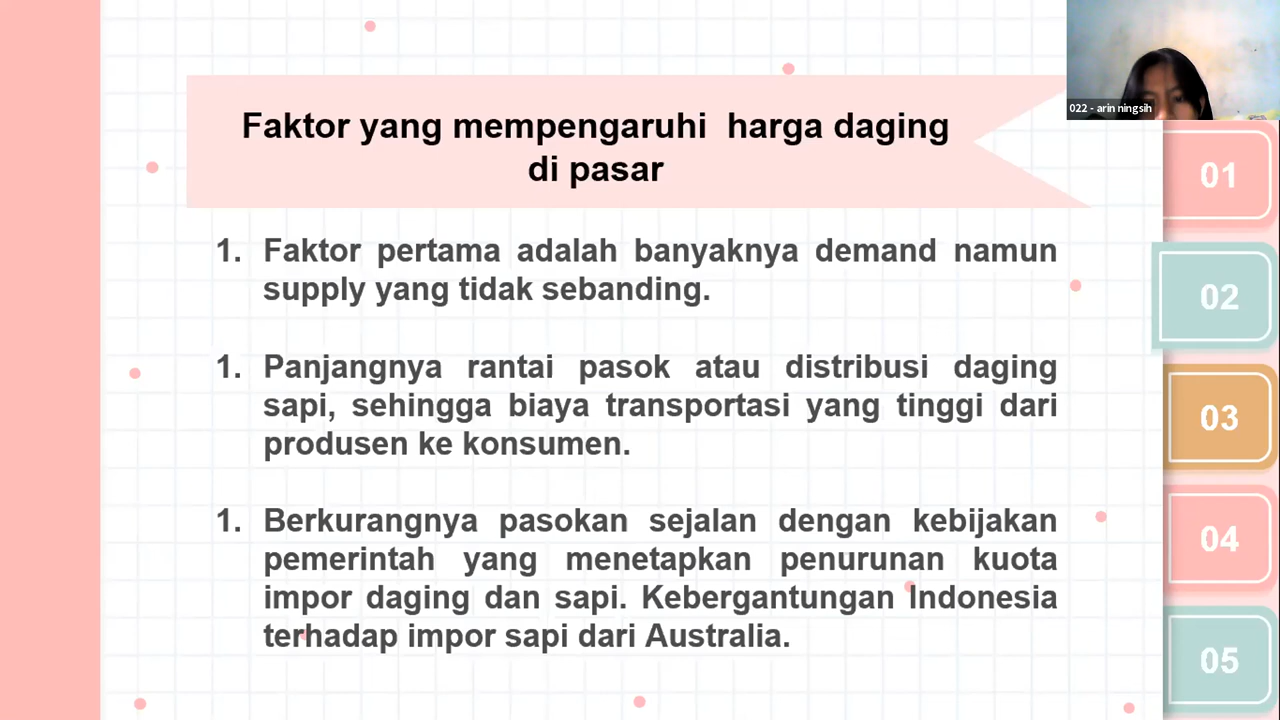 022 - arin ningsih
Faktor yang mempengaruhi harga daging
di pasar
1. Faktor pertama adalah banyaknya demand namun
supply yang tidak sebanding.
1. Panjangnya rantai pasok atau distribusi daging
sapi, sehingga biaya transportasi yang tinggi dari
produsen ke konsumen.
1. Berkurangnya pasokan sejalan dengan kebijakan
pemerintah yang menetapkan penurunan kuota
impor daging dan sapi. Kebergantungan Indonesia
terhadap impor sapi dari Australia.
01
02
03
04
05